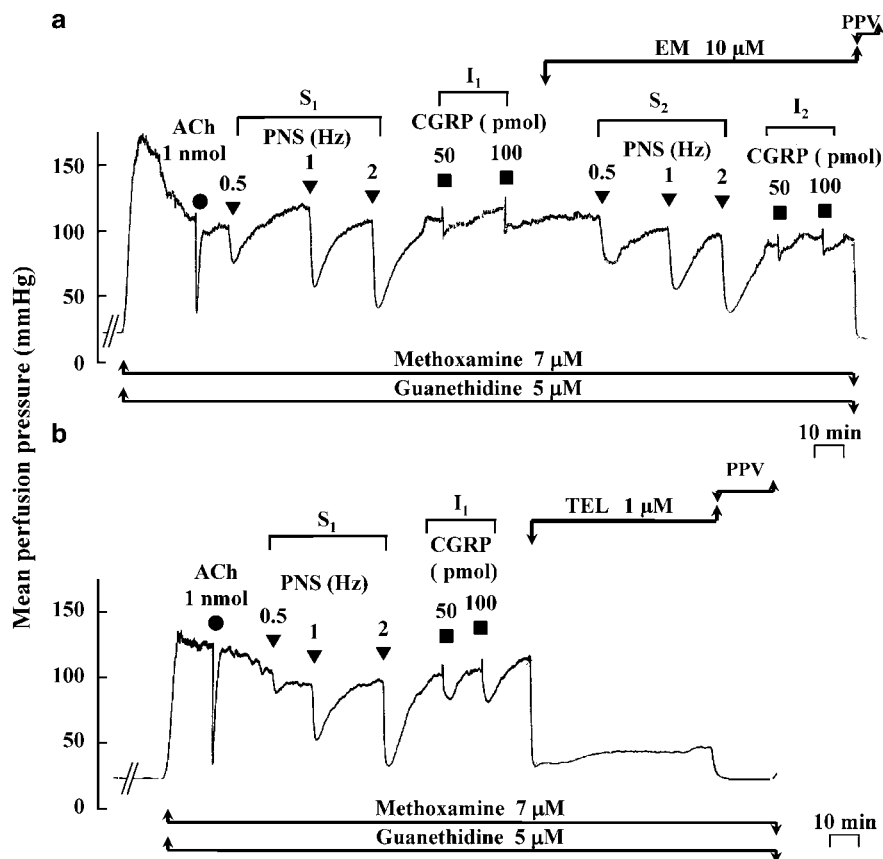 a
PPV
EM 10 μM
S1
I1
S2
I2
ACh
1 nmol
PNS (Hz)
CGRP ( pmol)
PNS (Hz)
CGRP ( pmol)
0.5
1
2
50
100
0.5
1
2
50
100
150
100
50
0
Methoxamine 7 μM
Guanethidine 5 μM
10 min
Mean perfusion pressure (mmHg)
b
PPV
TEL 1 μM
S1
I1
ACh
1 nmol
PNS (Hz)
CGRP
( pmol)
0.5
1
2
50
100
150
100
50
0
Methoxamine 7 μM
Guanethidine 5 μM
10 min